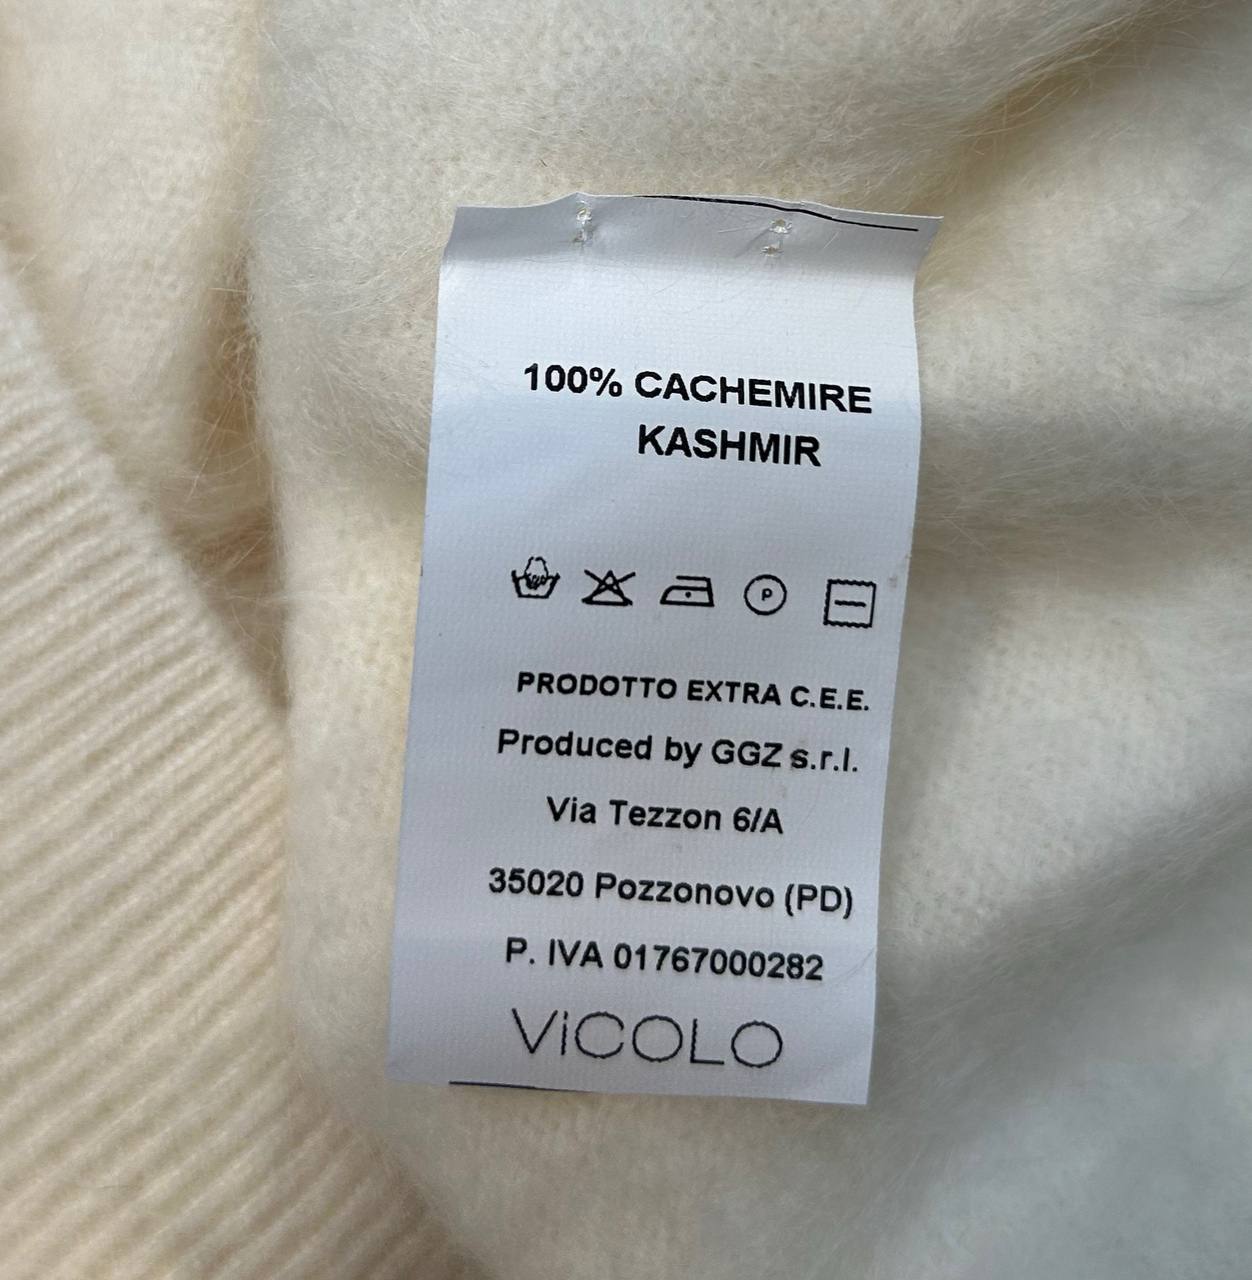 100% CACHEMIRE
KASHMIR
P
PRODOTTO EXTRA C.E.E.
Produced by GGZ s.r.l.
Via Tezzon 6/A
35020 Pozzonovo (PD)
P. IVA 01767000282
ViCOLO